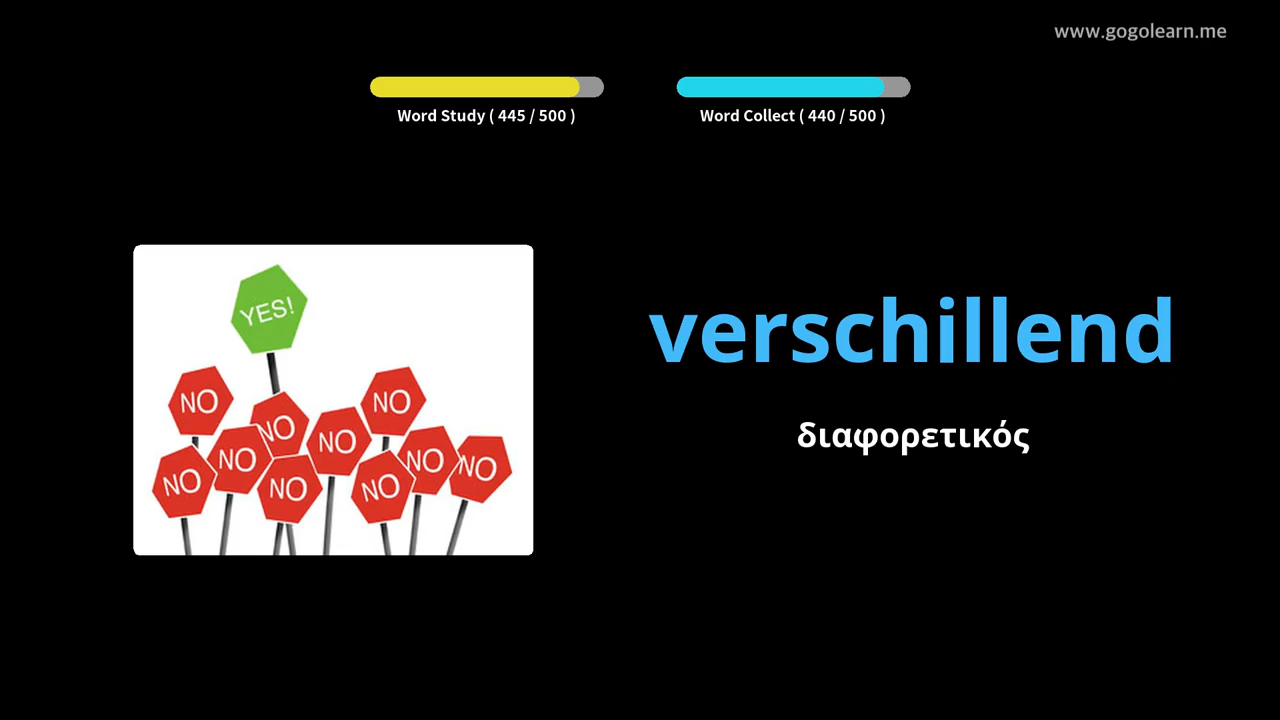 www.gogolearn.me
Word Study ( 445 / 500 )
Word Collect ( 440 / 500 )
YES!
NO
NO
NO
NO
NO
NO
NO
NO
NO
NO
verschillend
διαφορετικός